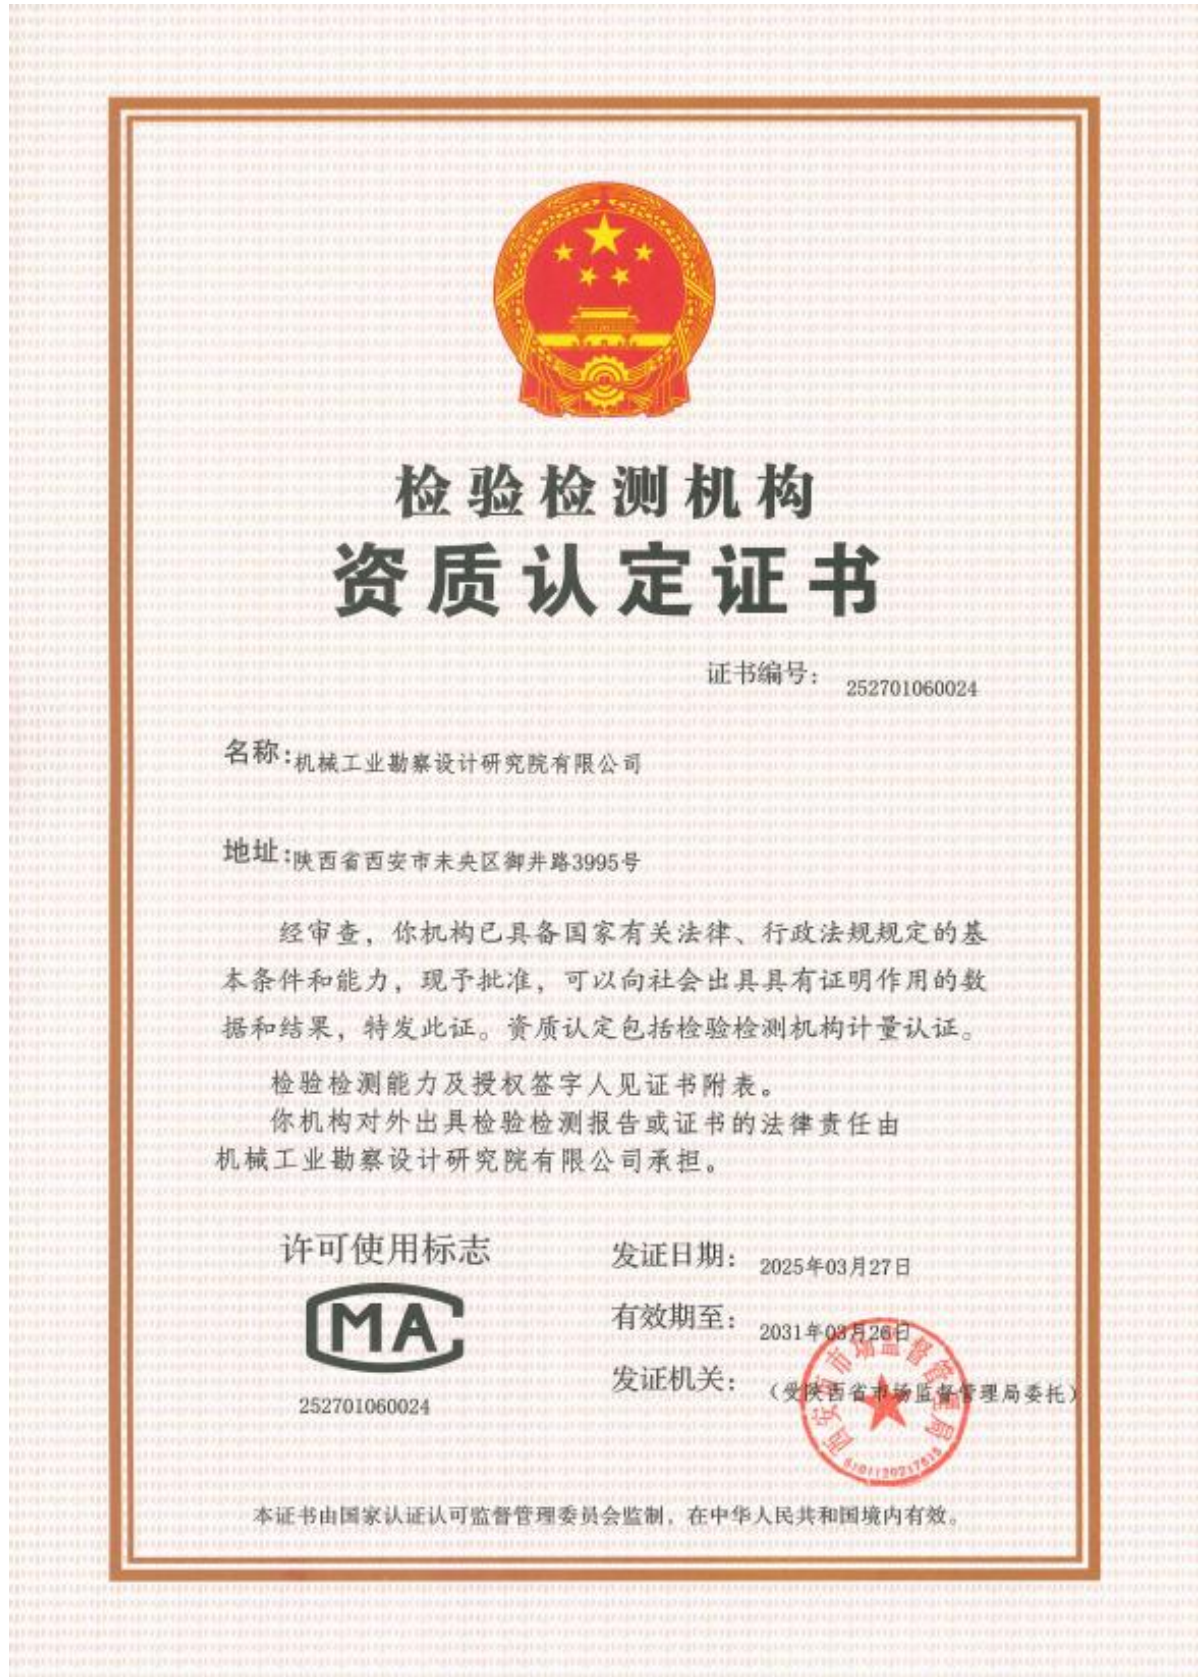 检验检测机构
资质认定证书
证书编号： 252701060024
名称：机械工业勘察设计研究院有限公司
地址：陕西省西安市未央区御井路3995号
经审查，你机构已具备国家有关法律、行政法规规定的基
本条件和能力，现予批准，可以向社会出具具有证明作用的数
据和结果，特发此证。资质认定包括检验检测机构计量认证。
检验检测能力及授权签字人见证书附表。
你机构对外出具检验检测报告或证书的法律责任由
机械工业勘察设计研究院有限公司承担。
许可使用标志
MA
252701060024
发证日期： 2025年03月27日
有效期至： 2031年03月26日
发证机关： （受陕西省市场监督管理局委托）
西安市市场监督管理局
本证书由国家认证认可监督管理委员会监制，在中华人民共和国境内有效。